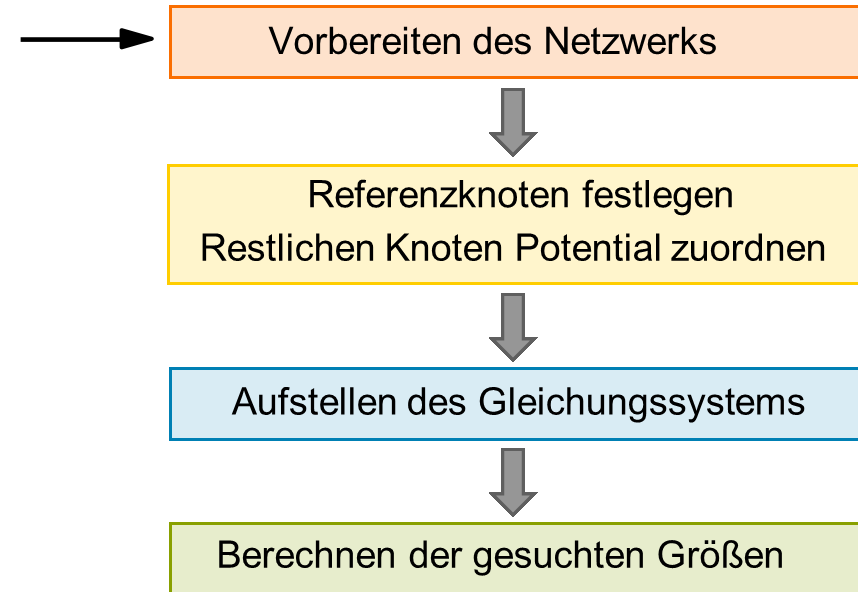 Vorbereiten des Netzwerks
Referenzknoten festlegen
Restlichen Knoten Potential zuordnen
Aufstellen des Gleichungssystems
Berechnen der gesuchten Größen